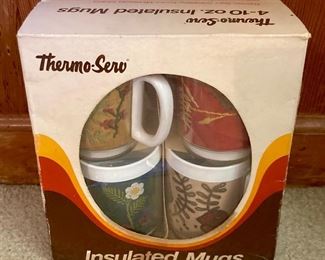 Thermo-Serv
4-10 oz. Insulated Mugs
Thermo-Serv
Insulated Mugs